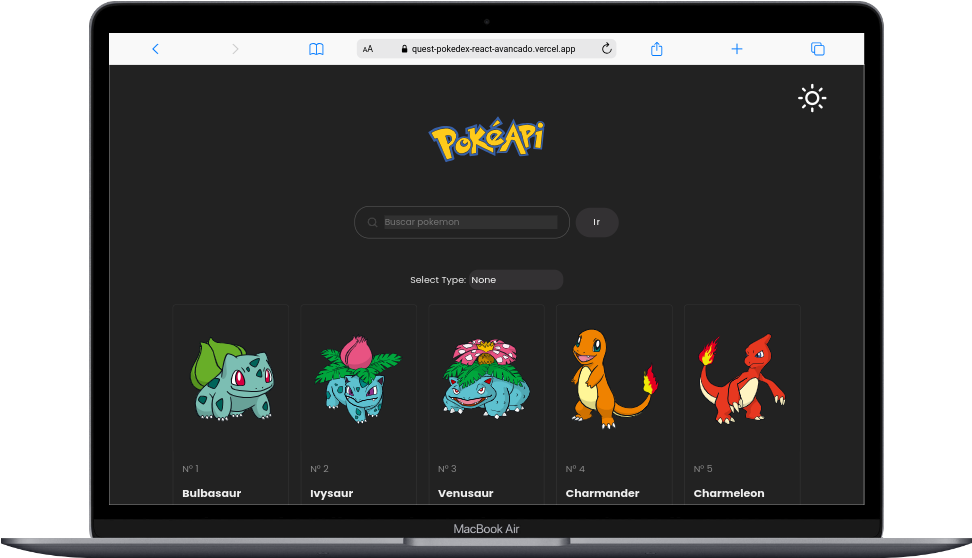 AA quest-pokedex-react-avancado.vercel.app
PokéApi
Buscar pokemon Ir
Select Type: None
Nº 1 Nº 2 Nº 3 Nº 4 Nº 5
Bulbasaur Ivysaur Venusaur Charmander Charmeleon
MacBook Air